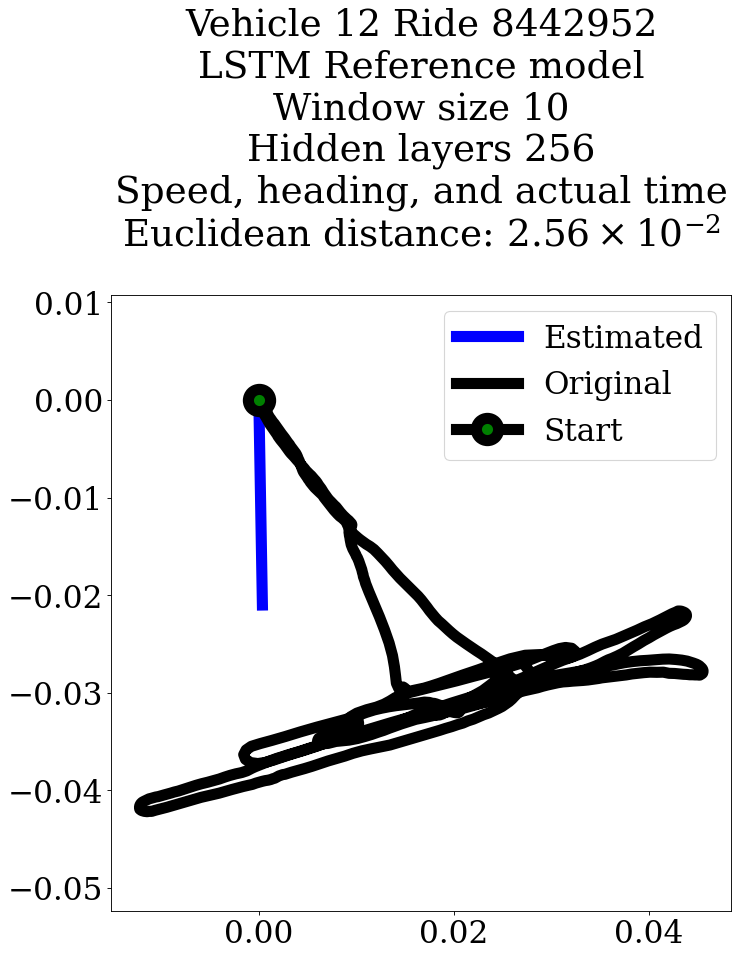 Vehicle 12 Ride 8442952
LSTM Reference model
Window size 10
Hidden layers 256
Speed, heading, and actual time
Euclidean distance: 2.56 × 10⁻²
Estimated
Original
Start
0.01
0.00
−0.01
−0.02
−0.03
−0.04
−0.05
0.00 0.02 0.04